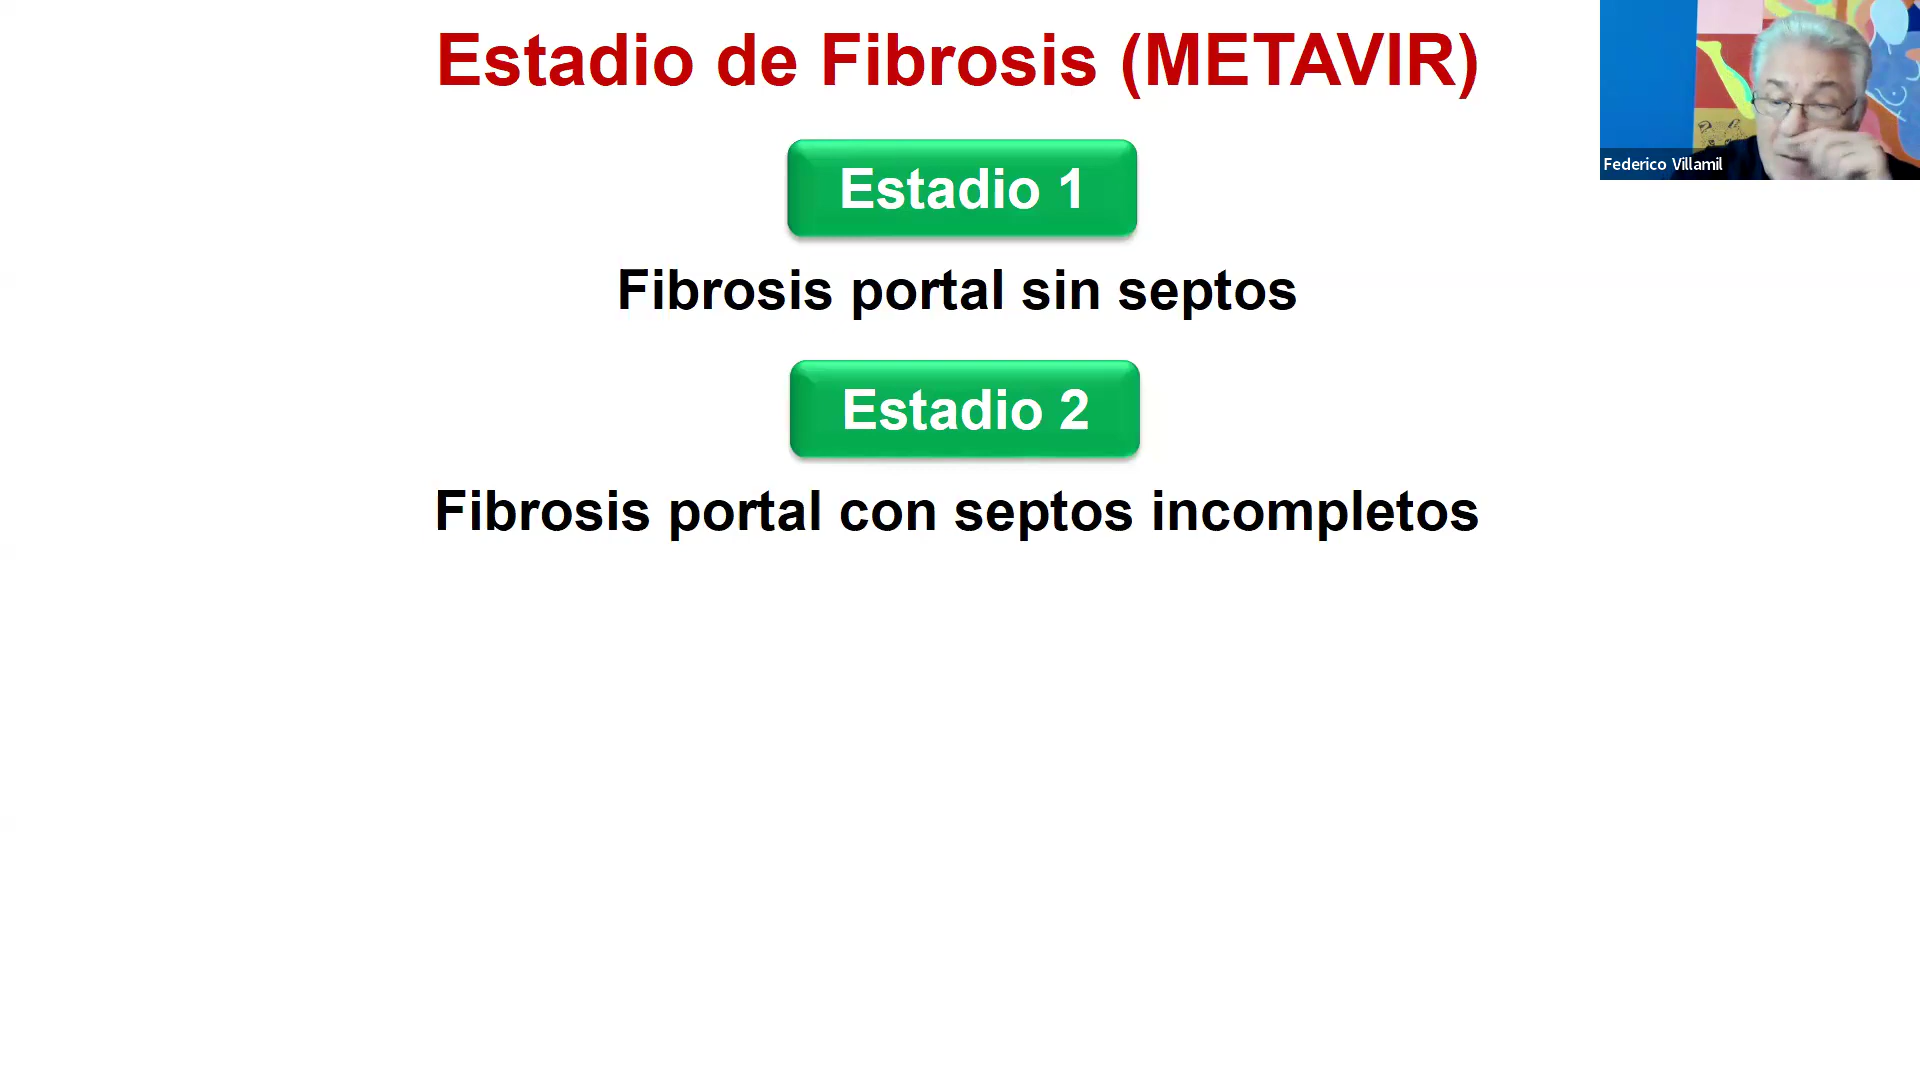 Estadio de Fibrosis (METAVIR)
Federico Villamil
Estadio 1
Fibrosis portal sin septos
Estadio 2
Fibrosis portal con septos incompletos